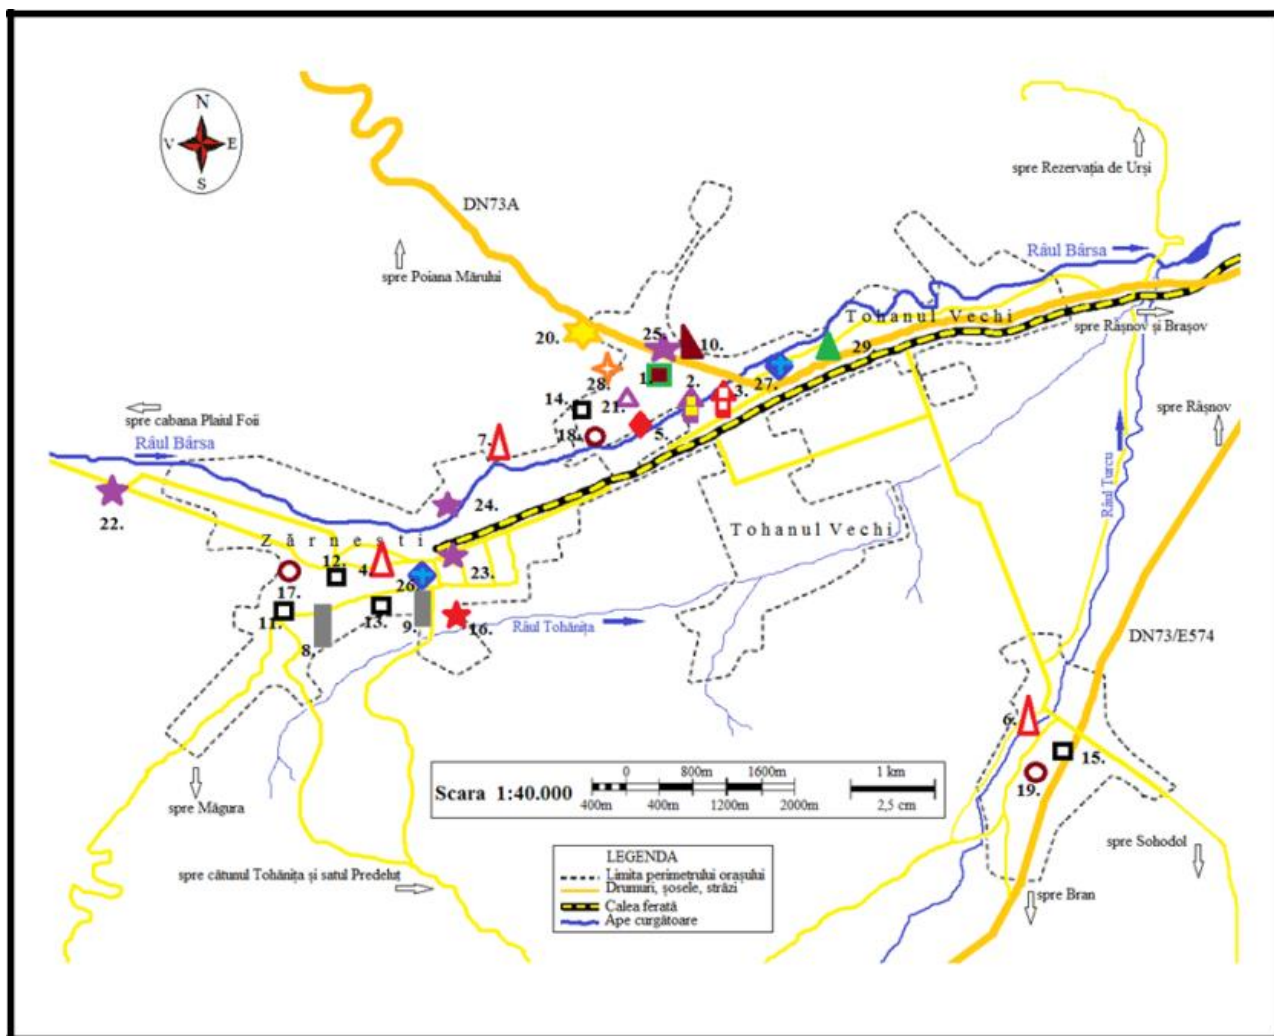 N
V E
S
DN73A
spre Poiana Mărului
spre Rezervația de Urși
Râul Bârsa
Tohanul Vechi
spre Râșnov și Brașov
20.
25.
10.
29.
28.
1.
2.
3.
27.
21.
14.
18.
5.
spre cabana Plaiul Foii
Râul Bârsa
7.
spre Râșnov
22.
24.
Zărnești
Tohanul Vechi
Râul Turcu
12.
4.
23.
17.
26.
11.
13.
9.
16.
8.
Râul Tohănița
DN73/E574
6.
15.
19.
spre Măgura
Scara 1:40.000
0 800m 1600m
400m 400m 1200m 2000m
1 km
2,5 cm
spre Sohodol
spre cătunul Tohănița și satul Predeluț
spre Bran
LEGENDA
Limita perimetrului orașului
Drumuri, șosele, străzi
Calea ferată
Ape curgătoare